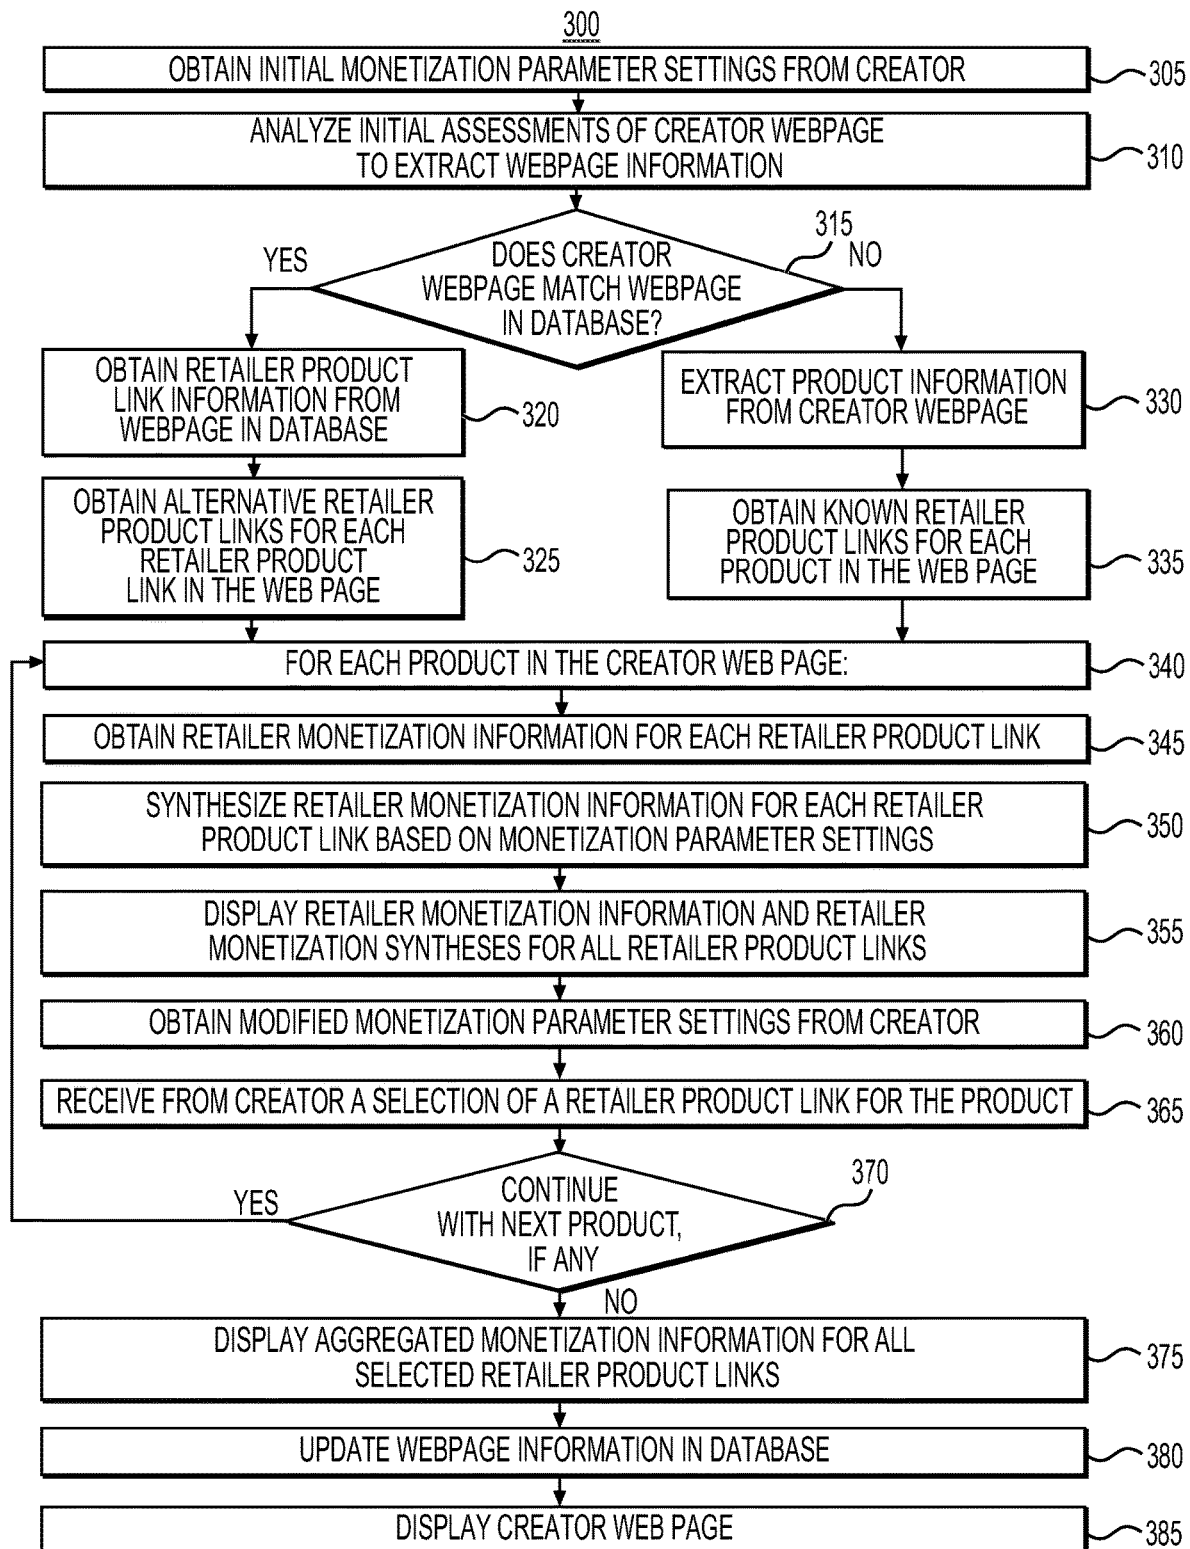 300
OBTAIN INITIAL MONETIZATION PARAMETER SETTINGS FROM CREATOR
305
ANALYZE INITIAL ASSESSMENTS OF CREATOR WEBPAGE
TO EXTRACT WEBPAGE INFORMATION
310
315
YES
NO
DOES CREATOR
WEBPAGE MATCH WEBPAGE
IN DATABASE?
OBTAIN RETAILER PRODUCT
LINK INFORMATION FROM
WEBPAGE IN DATABASE
320
EXTRACT PRODUCT INFORMATION
FROM CREATOR WEBPAGE
330
OBTAIN ALTERNATIVE RETAILER
PRODUCT LINKS FOR EACH
RETAILER PRODUCT
LINK IN THE WEB PAGE
325
OBTAIN KNOWN RETAILER
PRODUCT LINKS FOR EACH
PRODUCT IN THE WEB PAGE
335
FOR EACH PRODUCT IN THE CREATOR WEB PAGE:
340
OBTAIN RETAILER MONETIZATION INFORMATION FOR EACH RETAILER PRODUCT LINK
345
SYNTHESIZE RETAILER MONETIZATION INFORMATION FOR EACH RETAILER
PRODUCT LINK BASED ON MONETIZATION PARAMETER SETTINGS
350
DISPLAY RETAILER MONETIZATION INFORMATION AND RETAILER
MONETIZATION SYNTHESES FOR ALL RETAILER PRODUCT LINKS
355
OBTAIN MODIFIED MONETIZATION PARAMETER SETTINGS FROM CREATOR
360
RECEIVE FROM CREATOR A SELECTION OF A RETAILER PRODUCT LINK FOR THE PRODUCT
365
370
YES
CONTINUE
WITH NEXT PRODUCT,
IF ANY
NO
DISPLAY AGGREGATED MONETIZATION INFORMATION FOR ALL
SELECTED RETAILER PRODUCT LINKS
375
UPDATE WEBPAGE INFORMATION IN DATABASE
380
DISPLAY CREATOR WEB PAGE
385